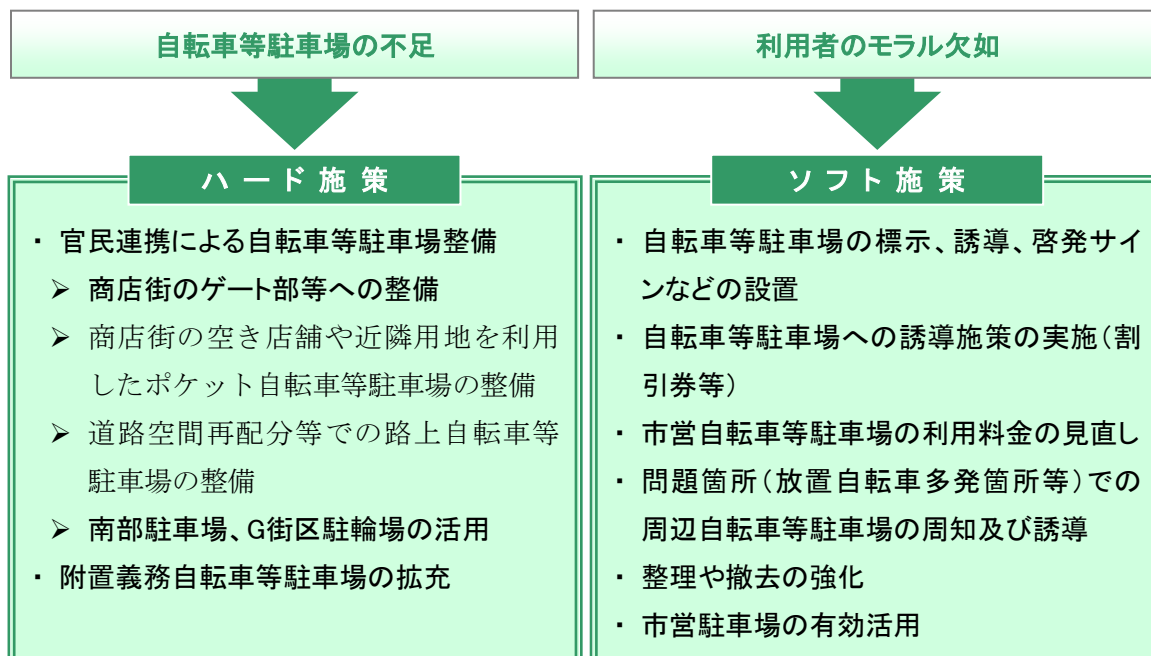 自転車等駐車場の不足
ハード施策
・ 官民連携による自転車等駐車場整備
➢ 商店街のゲート部等への整備
➢ 商店街の空き店舗や近隣用地を利用
したポケット自転車等駐車場の整備
➢ 道路空間再配分等での路上自転車等
駐車場の整備
➢ 南部駐車場、G街区駐輪場の活用
・ 附置義務自転車等駐車場の拡充
利用者のモラル欠如
ソフト施策
・ 自転車等駐車場の標示、誘導、啓発サイ
ンなどの設置
・ 自転車等駐車場への誘導施策の実施（割
引券等）
・ 市営自転車等駐車場の利用料金の見直し
・ 問題箇所（放置自転車多発箇所等）での
周辺自転車等駐車場の周知及び誘導
・ 整理や撤去の強化
・ 市営駐車場の有効活用